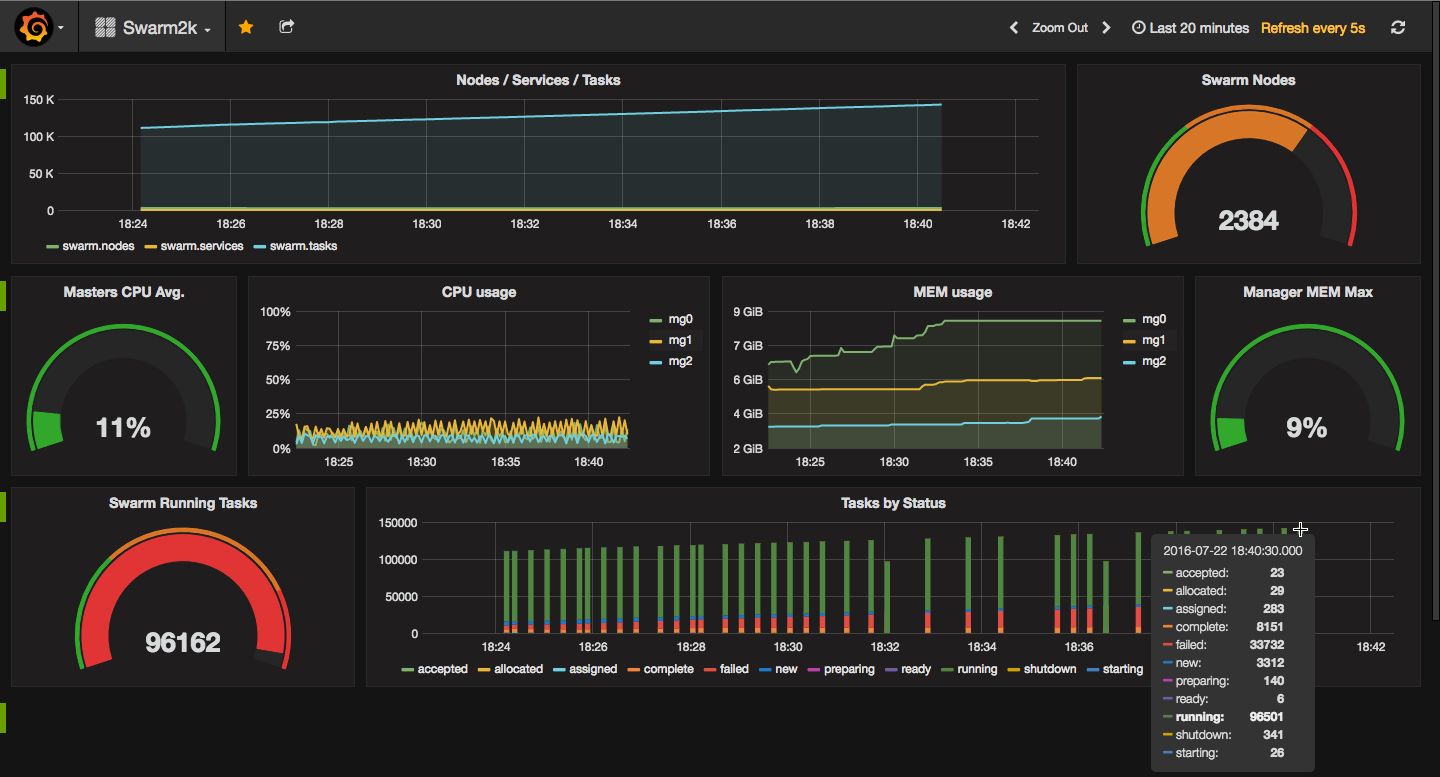 Swarm2k
Zoom Out
Last 20 minutes
Refresh every 5s
Nodes / Services / Tasks
150 K
100 K
50 K
0
18:24 18:26 18:28 18:30 18:32 18:34 18:36 18:38 18:40 18:42
swarm.nodes swarm.services swarm.tasks
Swarm Nodes
2384
Masters CPU Avg.
11%
CPU usage
100%
75%
50%
25%
0%
18:25 18:30 18:35 18:40
mg0
mg1
mg2
MEM usage
9 GiB
7 GiB
6 GiB
4 GiB
2 GiB
18:25 18:30 18:35 18:40
mg0
mg1
mg2
Manager MEM Max
9%
Swarm Running Tasks
96162
Tasks by Status
150000
100000
50000
0
18:24 18:26 18:28 18:30 18:32 18:34 18:36 18:42
accepted allocated assigned complete failed new preparing ready running shutdown starting
2016-07-22 18:40:30.000
accepted: 23
allocated: 29
assigned: 283
complete: 8151
failed: 33732
new: 3312
preparing: 140
ready: 6
running: 96501
shutdown: 341
starting: 26